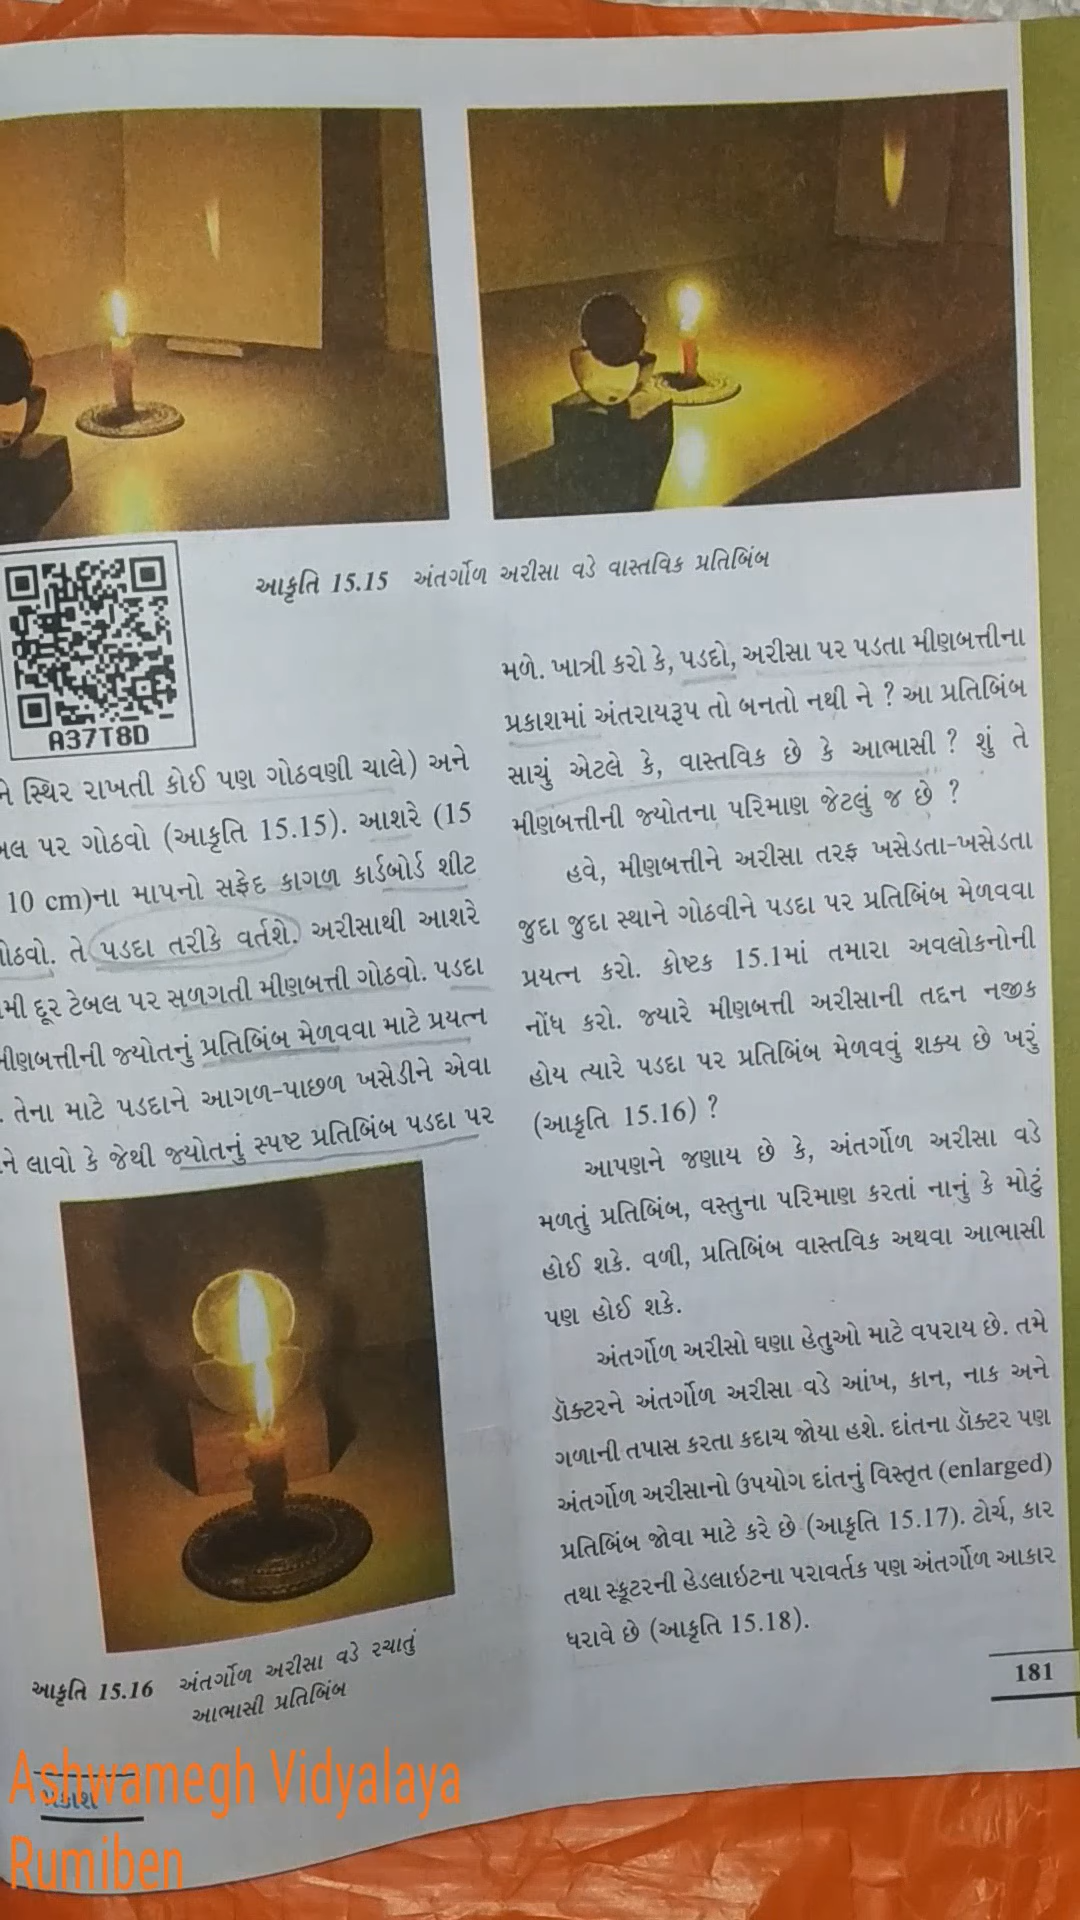 આકૃતિ 15.15 અંતર્ગોળ અરીસા વડે વાસ્તવિક પ્રતિબિંબ
A37T8D
ને સ્થિર રાખતી કોઈ પણ ગોઠવણી ચાલે) અને
પર ગોઠવો (આકૃતિ 15.15). આશરે (15
10 cm)ના માપનો સફેદ કાગળ કાર્ડબોર્ડ શીટ
તે પડદા તરીકે વર્તશે. અરીસાથી આશરે
દૂર ટેબલ પર સળગતી મીણબત્તી ગોઠવો. પડદા
મીણબત્તીની જ્યોતનું પ્રતિબિંબ મેળવવા માટે પ્રયત્ન
. તેના માટે પડદાને આગળ-પાછળ ખસેડીને એવા
ને લાવો કે જેથી જ્યોતનું સ્પષ્ટ પ્રતિબિંબ પડદા પર
આકૃતિ 15.16 અંતર્ગોળ અરીસા વડે રચાતું
આભાસી પ્રતિબિંબ
મળે. ખાત્રી કરો કે, પડદો, અરીસા પર પડતા મીણબત્તીના
પ્રકાશમાં અંતરાયરૂપ તો બનતો નથી ને ? આ પ્રતિબિંબ
સાચું એટલે કે, વાસ્તવિક છે કે આભાસી ? શું તે
મીણબત્તીની જ્યોતના પરિમાણ જેટલું જ છે ?
હવે, મીણબત્તીને અરીસા તરફ ખસેડતા-ખસેડતા
જુદા જુદા સ્થાને ગોઠવીને પડદા પર પ્રતિબિંબ મેળવવા
પ્રયત્ન કરો. કોષ્ટક 15.1માં તમારા અવલોકનોની
નોંધ કરો. જ્યારે મીણબત્તી અરીસાની તદ્દન નજીક
હોય ત્યારે પડદા પર પ્રતિબિંબ મેળવવું શક્ય છે ખરું
(આકૃતિ 15.16) ?
આપણને જણાય છે કે, અંતર્ગોળ અરીસા વડે
મળતું પ્રતિબિંબ, વસ્તુના પરિમાણ કરતાં નાનું કે મોટું
હોઈ શકે. વળી, પ્રતિબિંબ વાસ્તવિક અથવા આભાસી
પણ હોઈ શકે.
અંતર્ગોળ અરીસો ઘણા હેતુઓ માટે વપરાય છે. તમે
ડૉક્ટરને અંતર્ગોળ અરીસા વડે આંખ, કાન, નાક અને
ગળાની તપાસ કરતા કદાચ જોયા હશે. દાંતના ડૉક્ટર પણ
અંતર્ગોળ અરીસાનો ઉપયોગ દાંતનું વિસ્તૃત (enlarged)
પ્રતિબિંબ જોવા માટે કરે છે (આકૃતિ 15.17). ટોર્ચ, કાર
તથા સ્કૂટરની હેડલાઇટના પરાવર્તક પણ અંતર્ગોળ આકાર
ધરાવે છે (આકૃતિ 15.18).
181
પ્રકાશ
Ashwamegh Vidyalaya
Rumiben